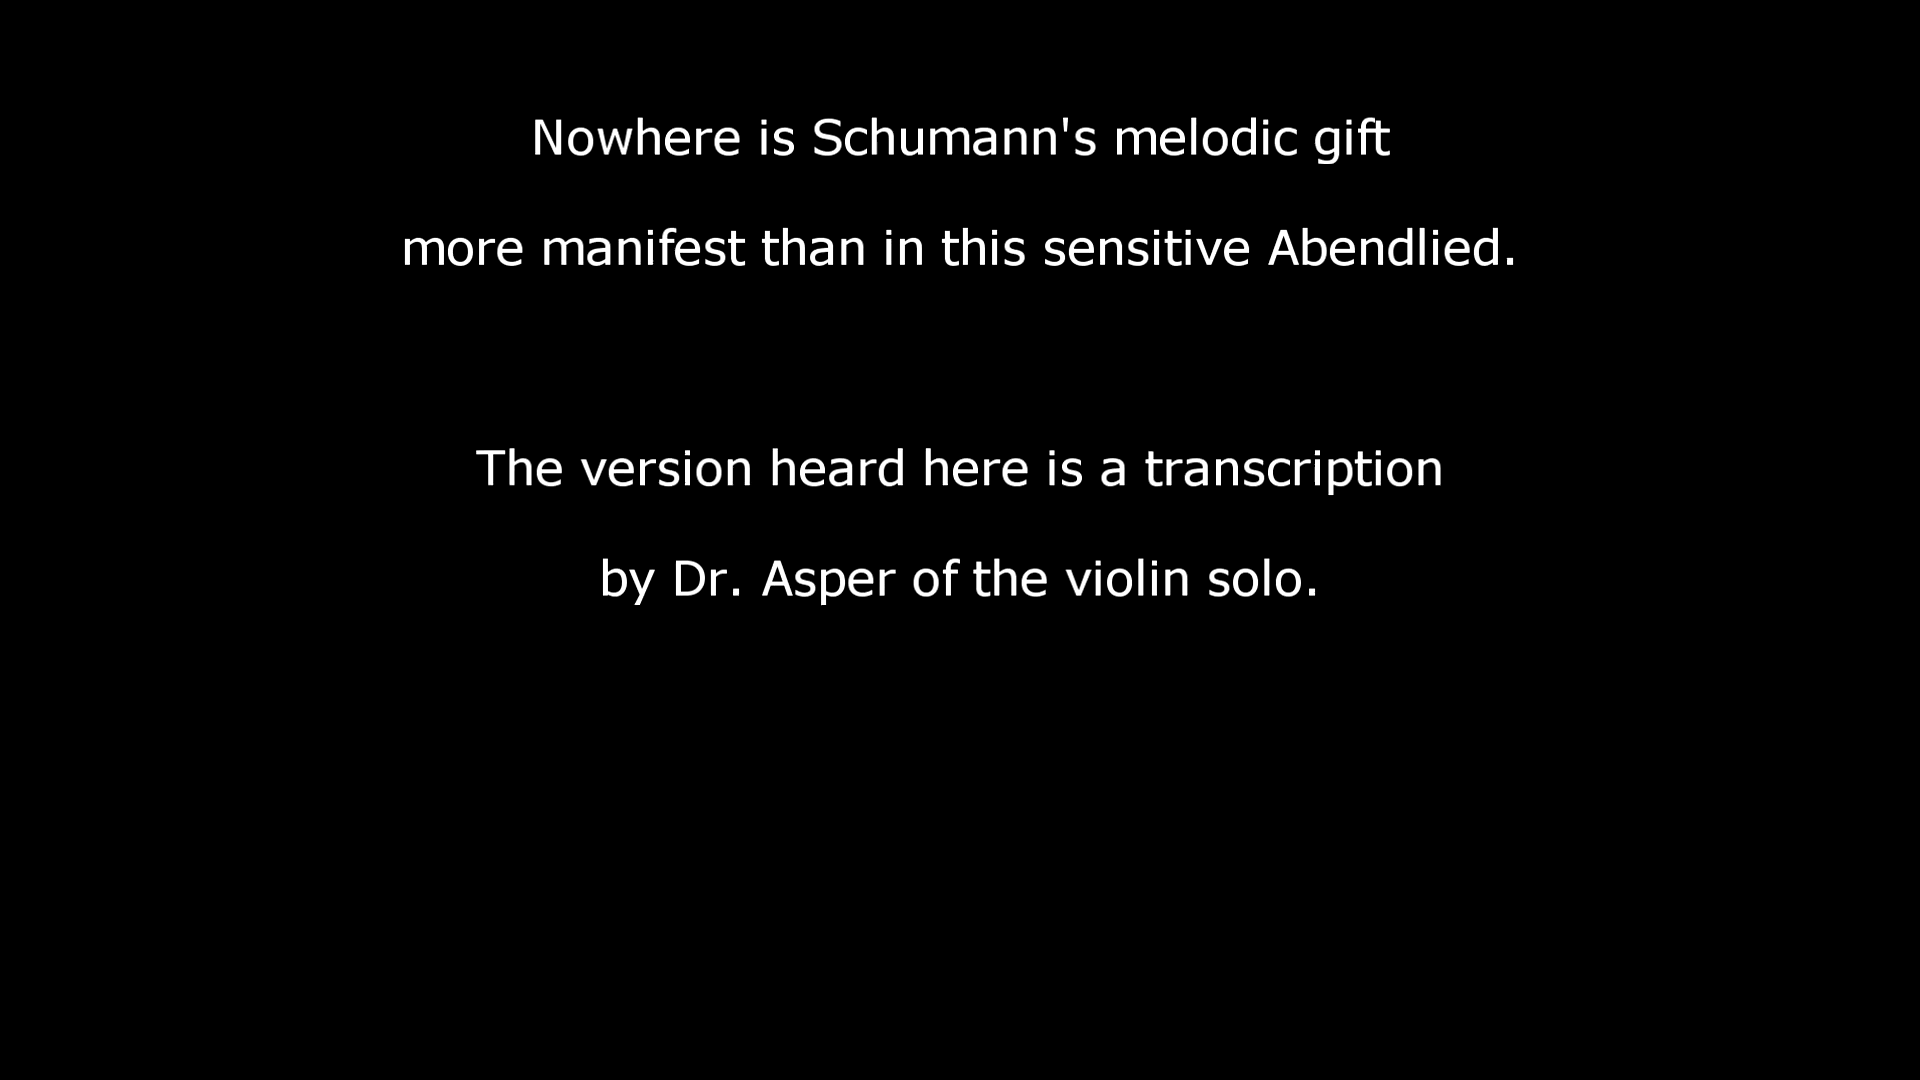 Nowhere is Schumann's melodic gift
more manifest than in this sensitive Abendlied.
The version heard here is a transcription
by Dr. Asper of the violin solo.